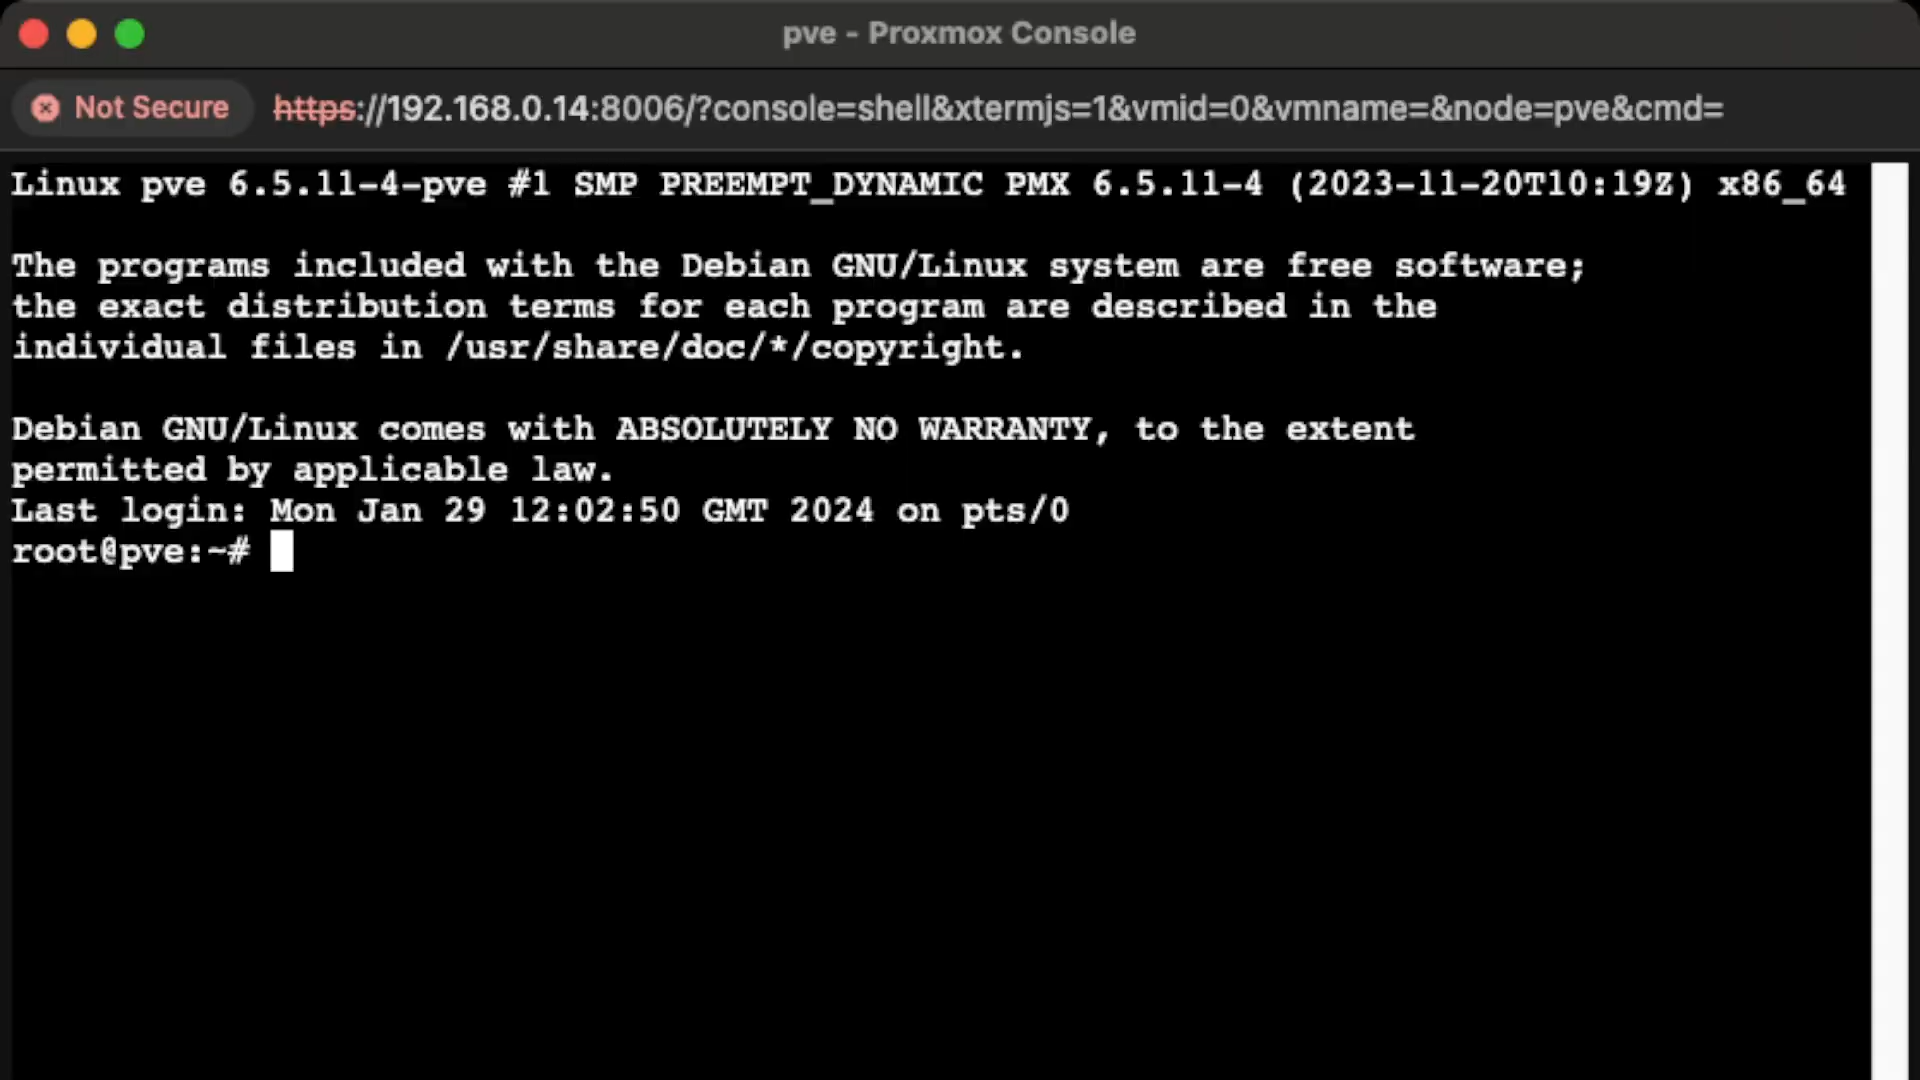 pve - Proxmox Console
Not Secure https://192.168.0.14:8006/?console=shell&xtermjs=1&vmid=0&vmname=&node=pve&cmd=
Linux pve 6.5.11-4-pve #1 SMP PREEMPT_DYNAMIC PMX 6.5.11-4 (2023-11-20T10:19Z) x86_64
The programs included with the Debian GNU/Linux system are free software;
the exact distribution terms for each program are described in the
individual files in /usr/share/doc/*/copyright.
Debian GNU/Linux comes with ABSOLUTELY NO WARRANTY, to the extent
permitted by applicable law.
Last login: Mon Jan 29 12:02:50 GMT 2024 on pts/0
root@pve:~#